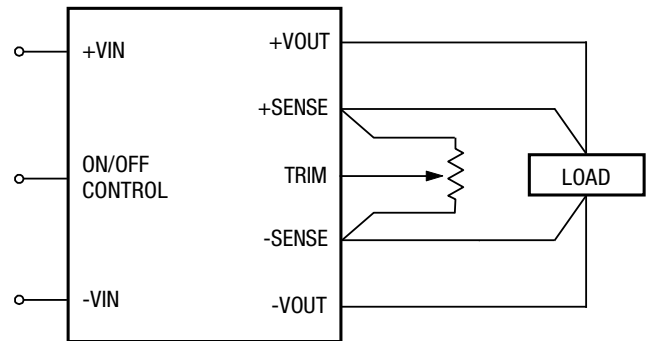 +VIN
ON/OFF
CONTROL
-VIN
+VOUT
+SENSE
TRIM
-SENSE
-VOUT
LOAD